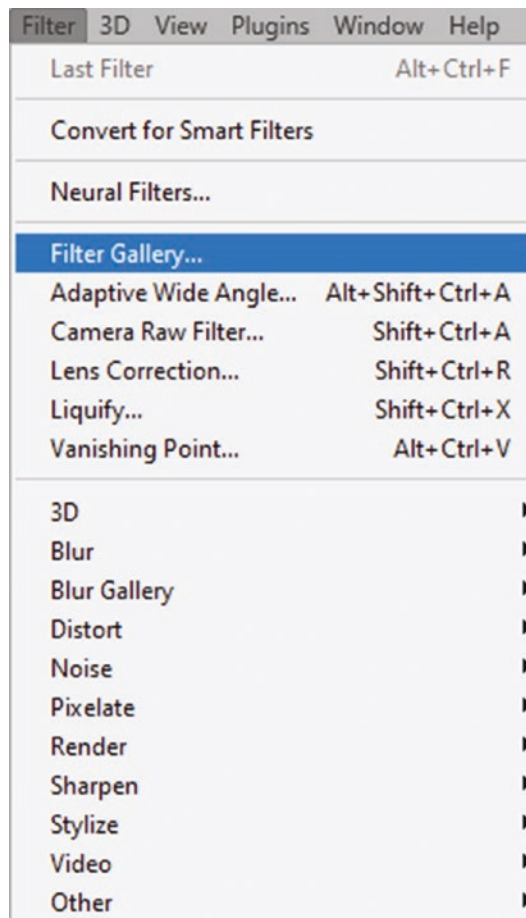 Filter 3D View Plugins Window Help
Last Filter Alt+Ctrl+F
Convert for Smart Filters
Neural Filters...
Filter Gallery...
Adaptive Wide Angle... Alt+Shift+Ctrl+A
Camera Raw Filter... Shift+Ctrl+A
Lens Correction... Shift+Ctrl+R
Liquify... Shift+Ctrl+X
Vanishing Point... Alt+Ctrl+V
3D
Blur
Blur Gallery
Distort
Noise
Pixelate
Render
Sharpen
Stylize
Video
Other